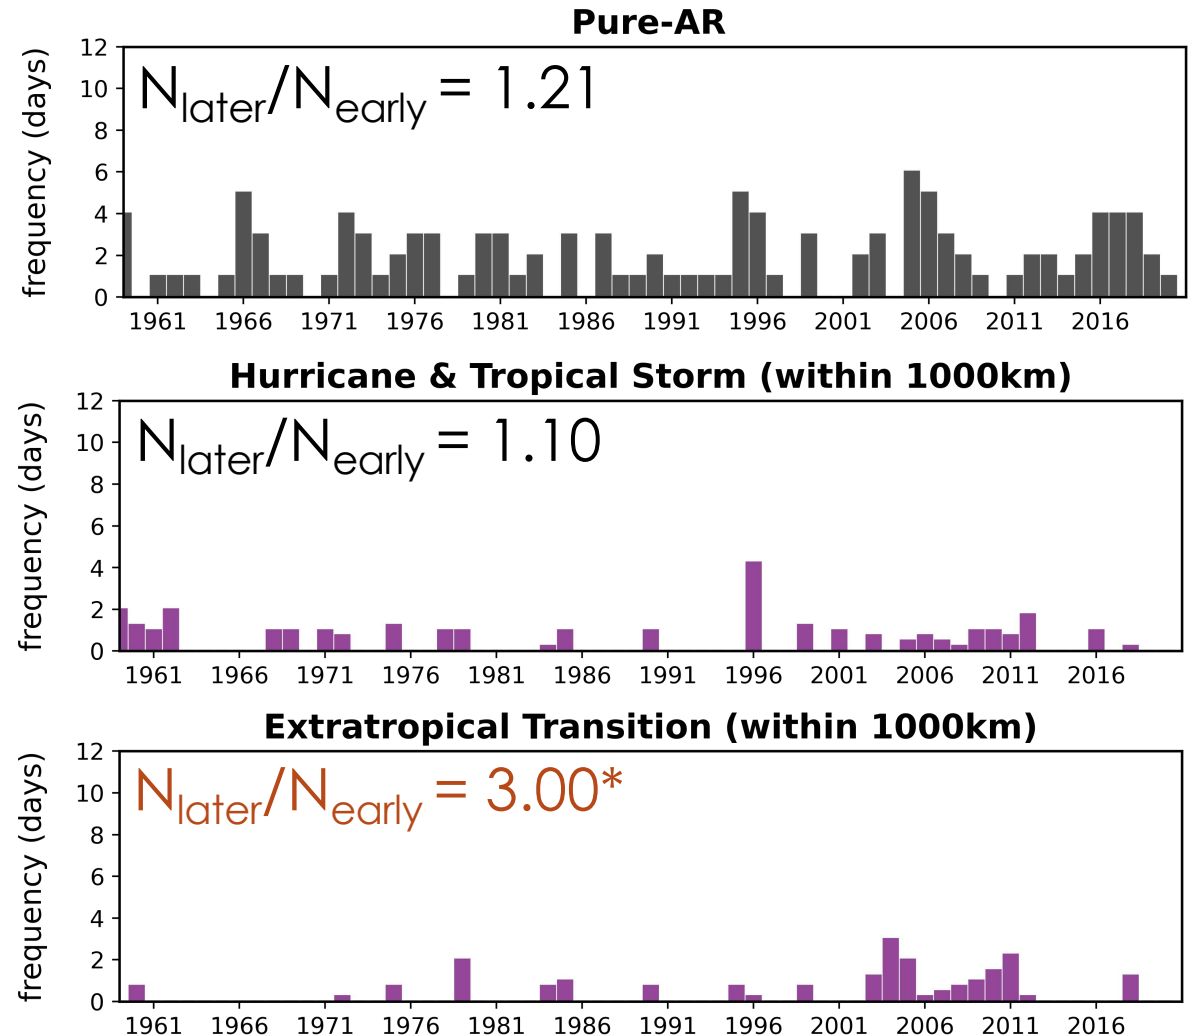 Pure-AR
N_later/N_early = 1.21
frequency (days)
12
10
8
6
4
2
0
1961 1966 1971 1976 1981 1986 1991 1996 2001 2006 2011 2016
Hurricane & Tropical Storm (within 1000km)
N_later/N_early = 1.10
frequency (days)
12
10
8
6
4
2
0
1961 1966 1971 1976 1981 1986 1991 1996 2001 2006 2011 2016
Extratropical Transition (within 1000km)
N_later/N_early = 3.00*
frequency (days)
12
10
8
6
4
2
0
1961 1966 1971 1976 1981 1986 1991 1996 2001 2006 2011 2016